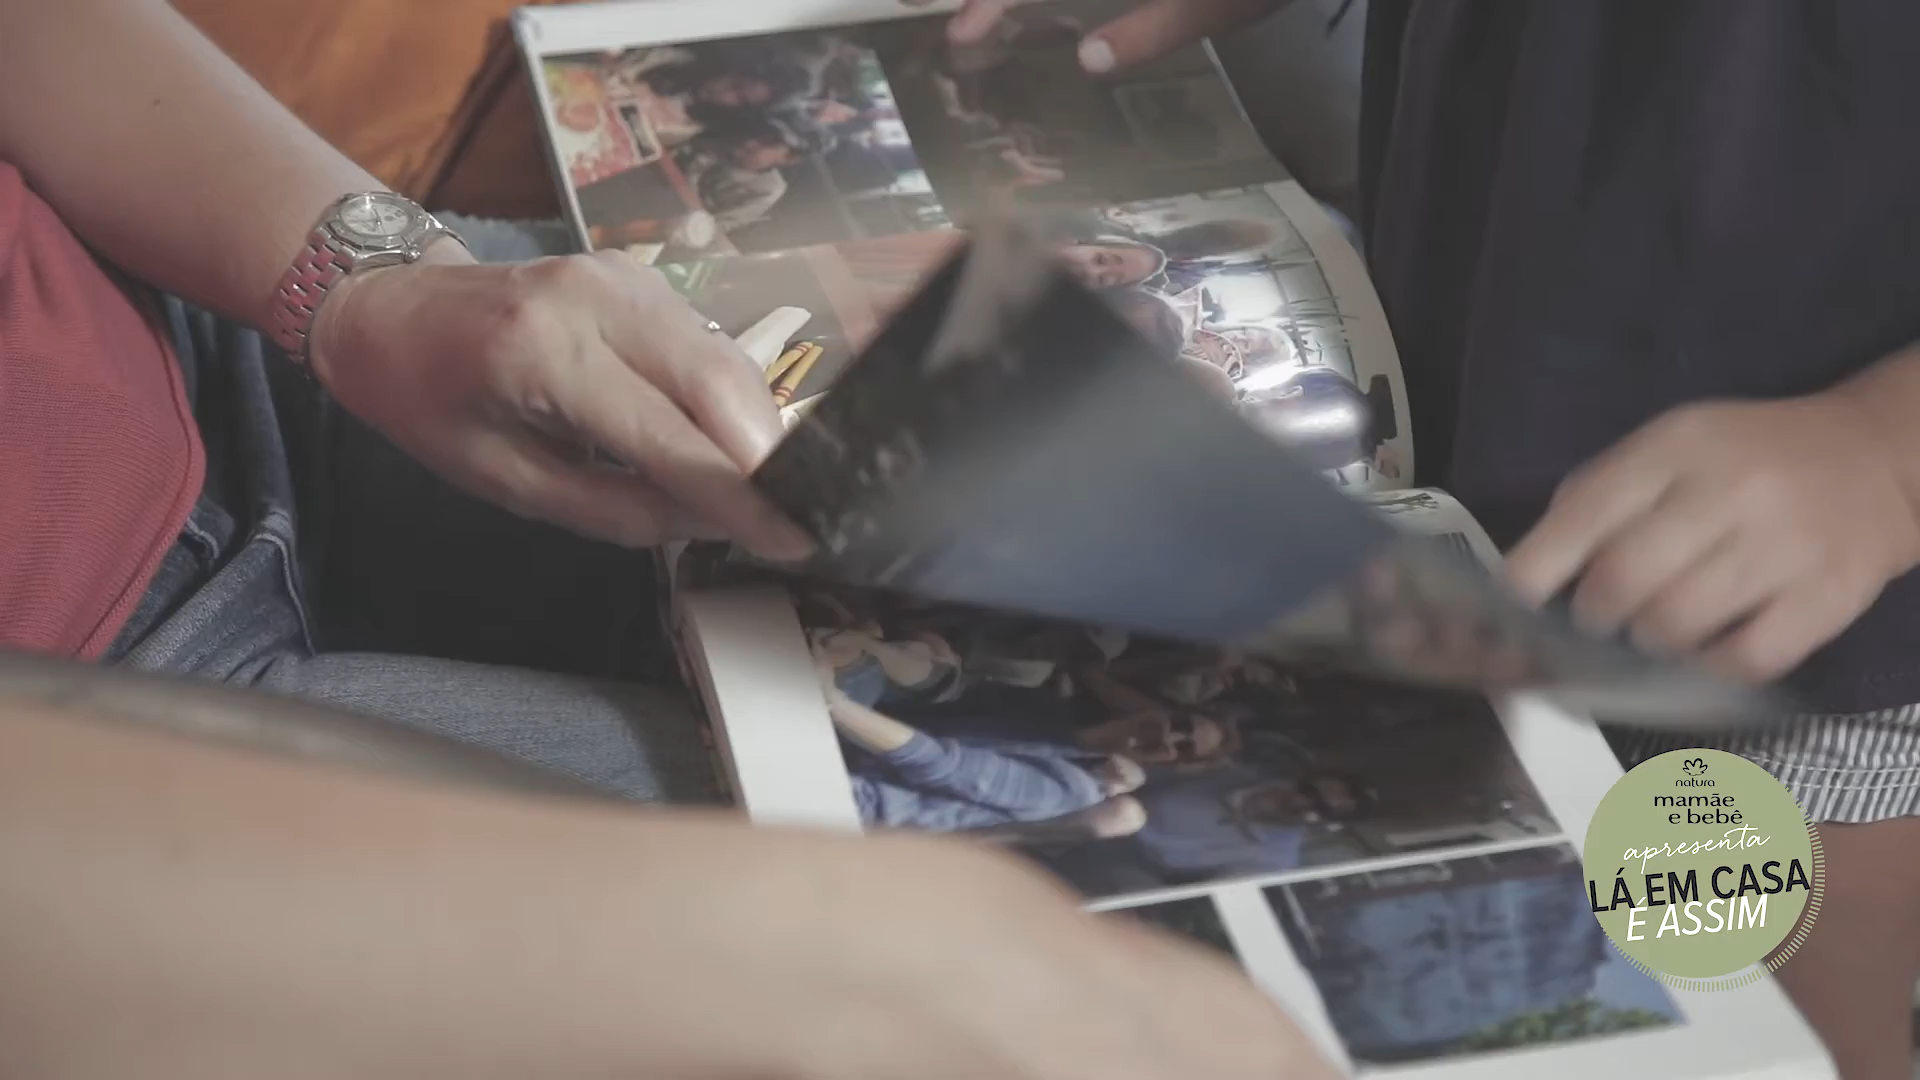 natura
mamãe
e bebê
apresenta
LÁ EM CASA
É ASSIM